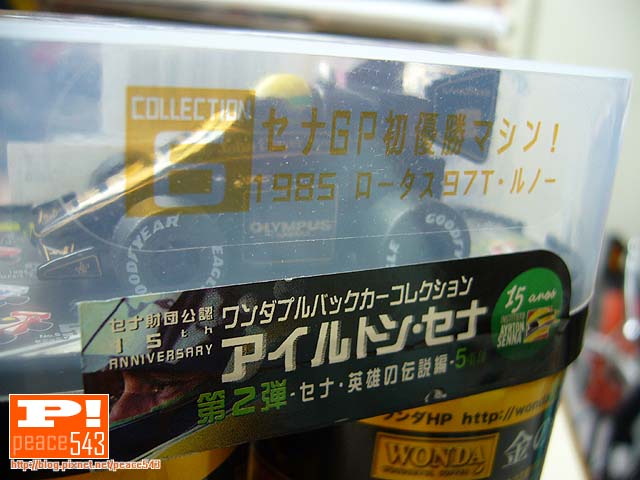 COLLECTION
6
セナGP初優勝マシン!
1985 ロータス97T・ルノー
OLYMPUS
GOODYEAR
EAGLE
GOODYEAR
セナ財団公認
15th
ANNIVERSARY
ワンダプルバックカーコレクション
アイルトン・セナ
第2弾・セナ・英雄の伝説編・
15 anos
AYRTON
SENNA
ワンダHP http://wonda
WONDA
金の
P!
peace543
http://blog.pixnet.net/peace543